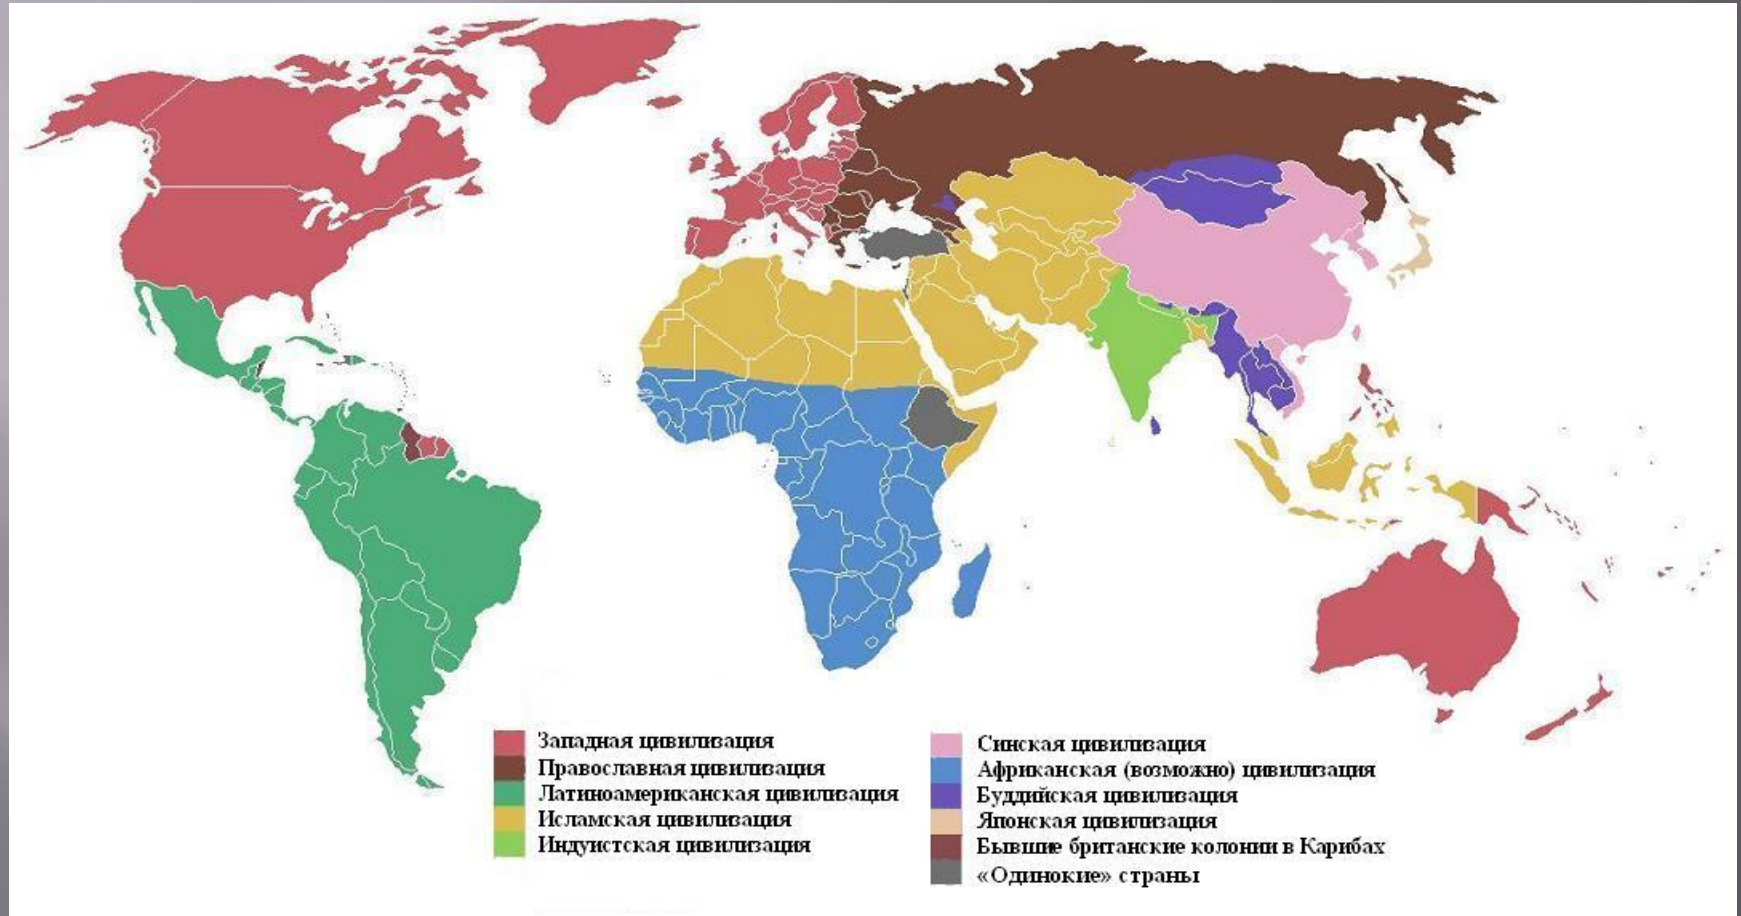 Западная цивилизация
Православная цивилизация
Латиноамериканская цивилизация
Исламская цивилизация
Индуистская цивилизация
Синская цивилизация
Африканская (возможно) цивилизация
Буддийская цивилизация
Японская цивилизация
Бывшие британские колонии в Карибах
«Одинокие» страны